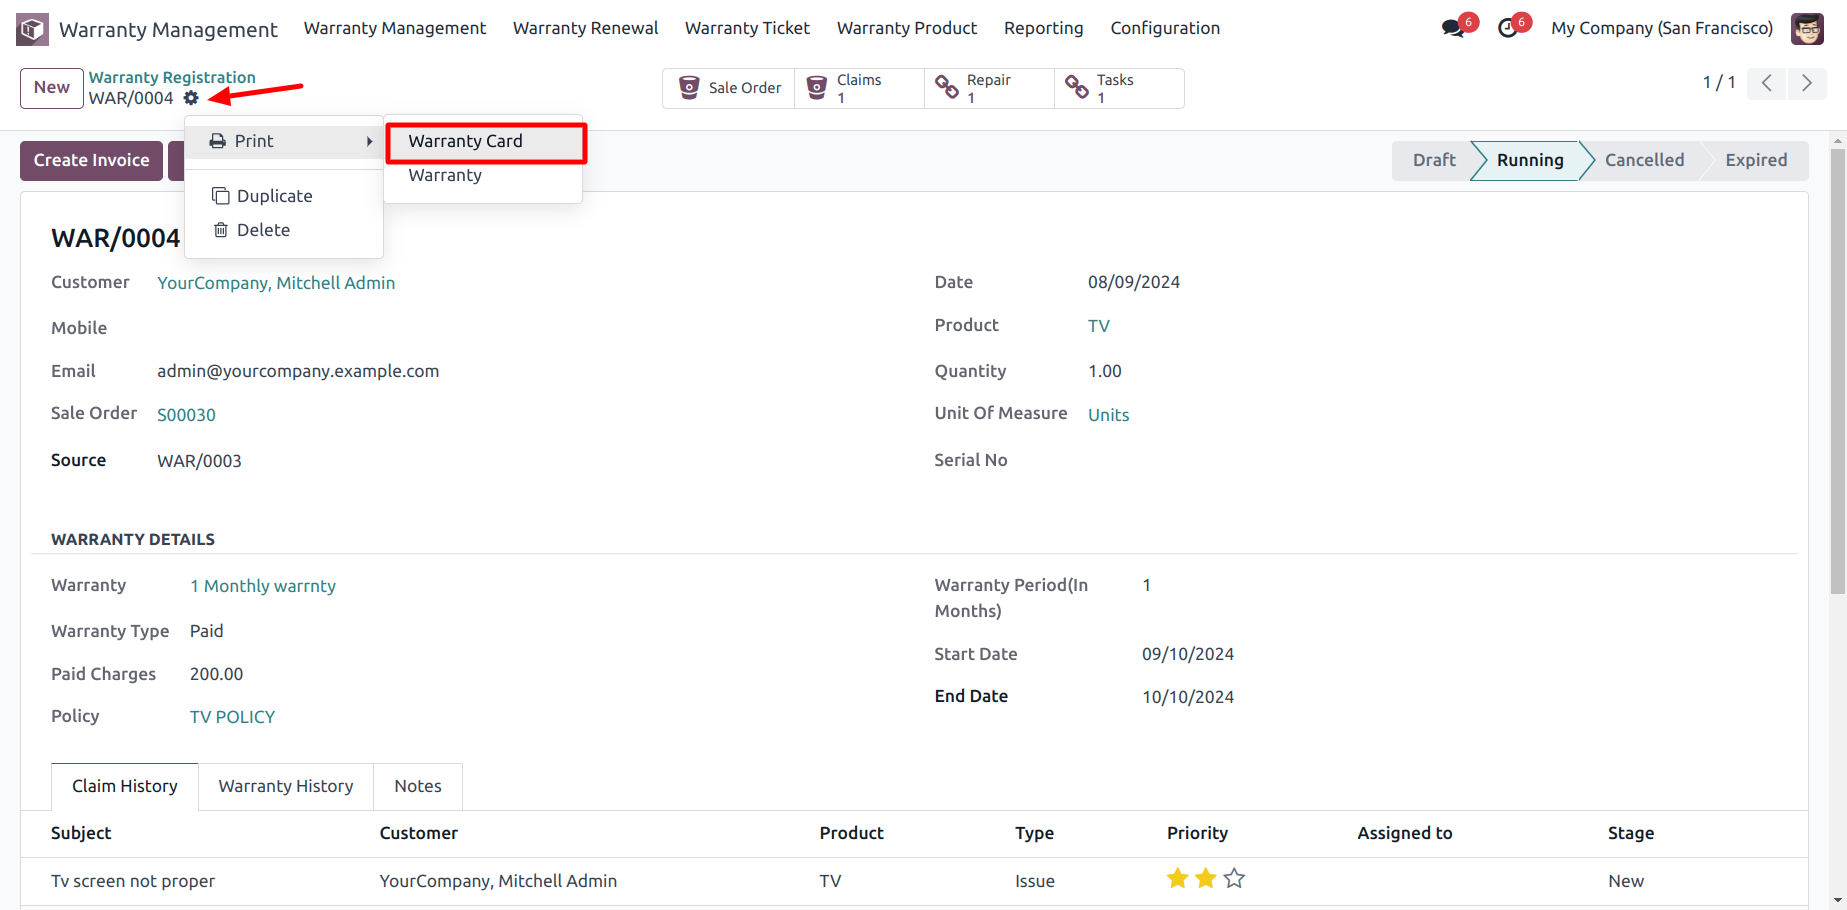 Warranty Management
Warranty Management Warranty Renewal Warranty Ticket Warranty Product Reporting Configuration
6 6 My Company (San Francisco)
New
Warranty Registration
WAR/0004
Sale Order
Claims
1
Repair
1
Tasks
1
1 / 1
Create Invoice
Print
Warranty Card
Warranty
Duplicate
Delete
Draft Running Cancelled Expired
WAR/0004
Customer YourCompany, Mitchell Admin
Mobile
Email admin@yourcompany.example.com
Sale Order S00030
Source WAR/0003
Date 08/09/2024
Product TV
Quantity 1.00
Unit Of Measure Units
Serial No
WARRANTY DETAILS
Warranty 1 Monthly warrnty
Warranty Type Paid
Paid Charges 200.00
Policy TV POLICY
Warranty Period(In 1
Months)
Start Date 09/10/2024
End Date 10/10/2024
Claim History Warranty History Notes
Subject Customer Product Type Priority Assigned to Stage
Tv screen not proper YourCompany, Mitchell Admin TV Issue New